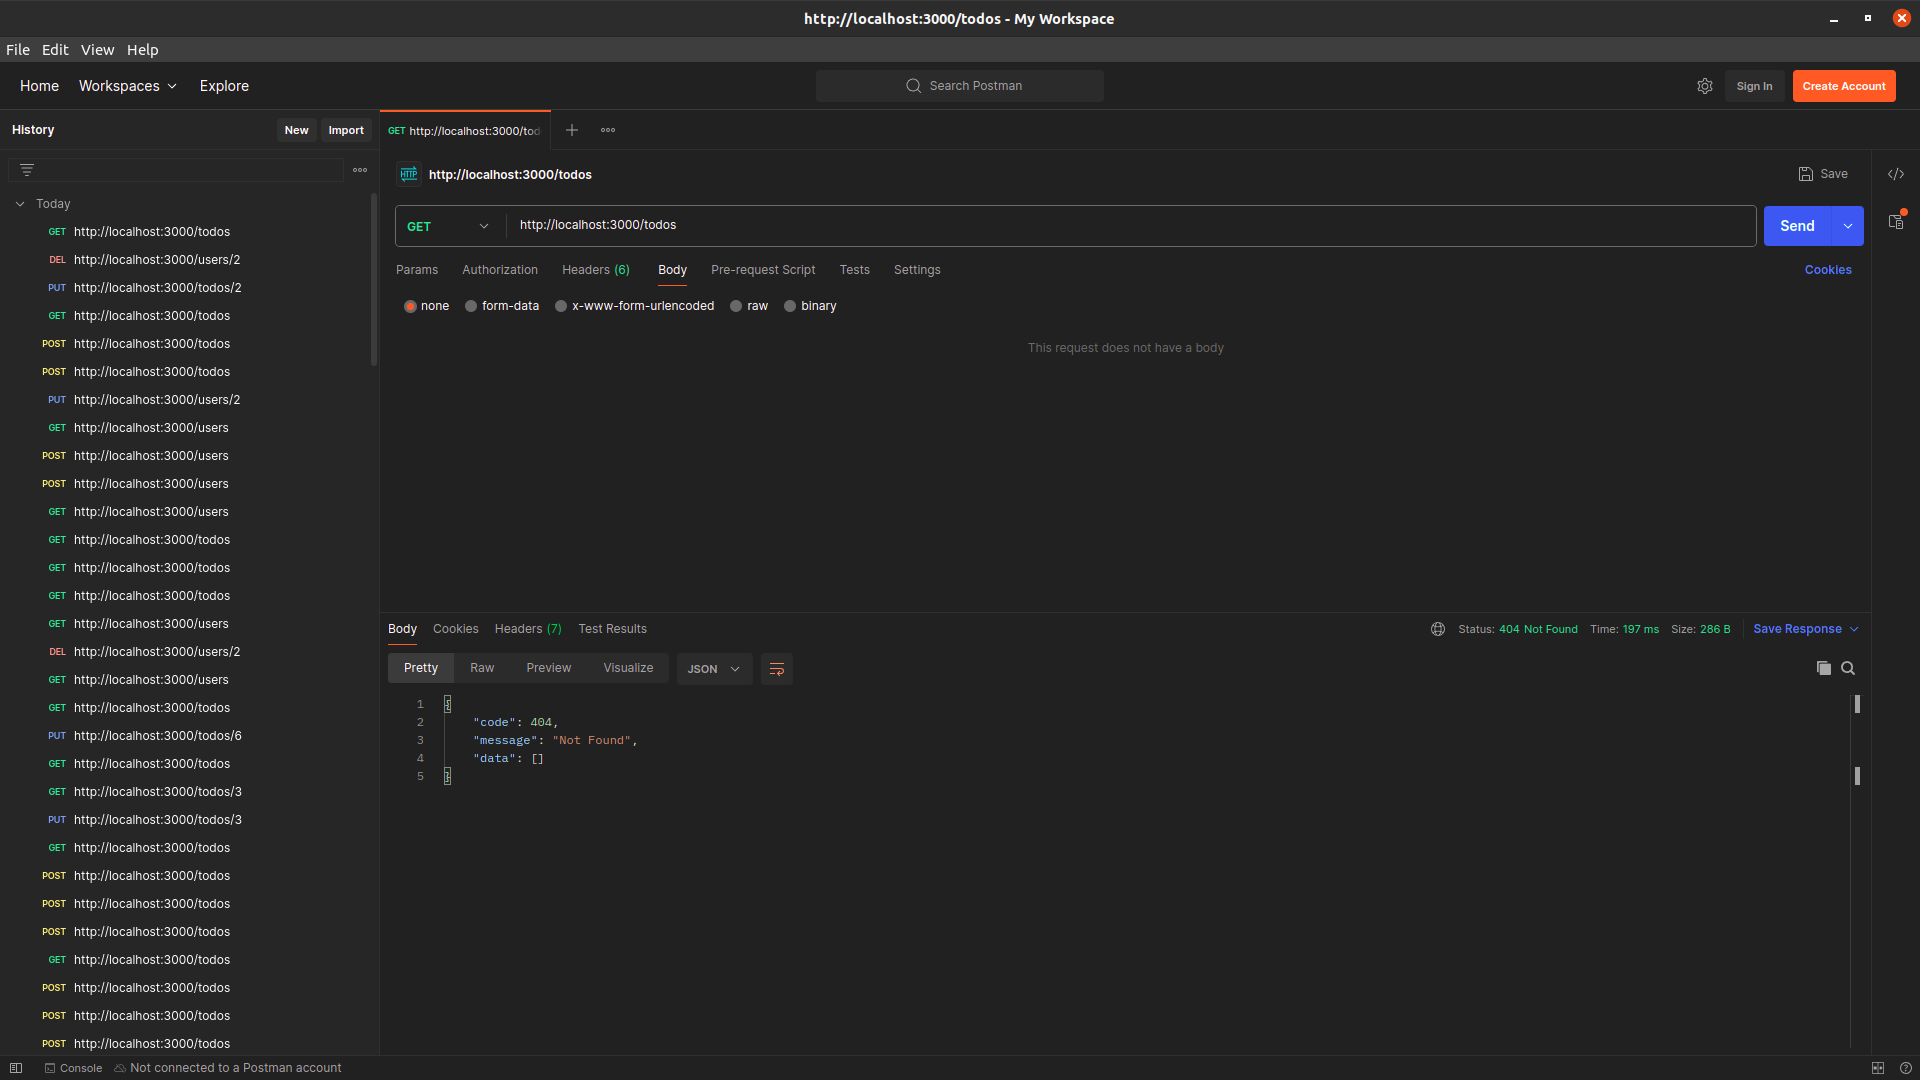 http://localhost:3000/todos - My Workspace
File Edit View Help
Home Workspaces Explore
Search Postman
Sign In
Create Account
History
New
Import
GET http://localhost:3000/tod
HTTP http://localhost:3000/todos
Save
Today
GET http://localhost:3000/todos
DEL http://localhost:3000/users/2
PUT http://localhost:3000/todos/2
GET http://localhost:3000/todos
POST http://localhost:3000/todos
POST http://localhost:3000/todos
PUT http://localhost:3000/users/2
GET http://localhost:3000/users
POST http://localhost:3000/users
POST http://localhost:3000/users
GET http://localhost:3000/users
GET http://localhost:3000/todos
GET http://localhost:3000/todos
GET http://localhost:3000/todos
GET http://localhost:3000/users
DEL http://localhost:3000/users/2
GET http://localhost:3000/users
GET http://localhost:3000/todos
PUT http://localhost:3000/todos/6
GET http://localhost:3000/todos
GET http://localhost:3000/todos/3
PUT http://localhost:3000/todos/3
GET http://localhost:3000/todos
POST http://localhost:3000/todos
POST http://localhost:3000/todos
POST http://localhost:3000/todos
GET http://localhost:3000/todos
POST http://localhost:3000/todos
POST http://localhost:3000/todos
POST http://localhost:3000/todos
GET http://localhost:3000/todos
Send
Params Authorization Headers (6) Body Pre-request Script Tests Settings Cookies
none form-data x-www-form-urlencoded raw binary
This request does not have a body
Body Cookies Headers (7) Test Results
Status: 404 Not Found Time: 197 ms Size: 286 B Save Response
Pretty Raw Preview Visualize JSON
1 {
2 "code": 404,
3 "message": "Not Found",
4 "data": []
5 }
Console Not connected to a Postman account